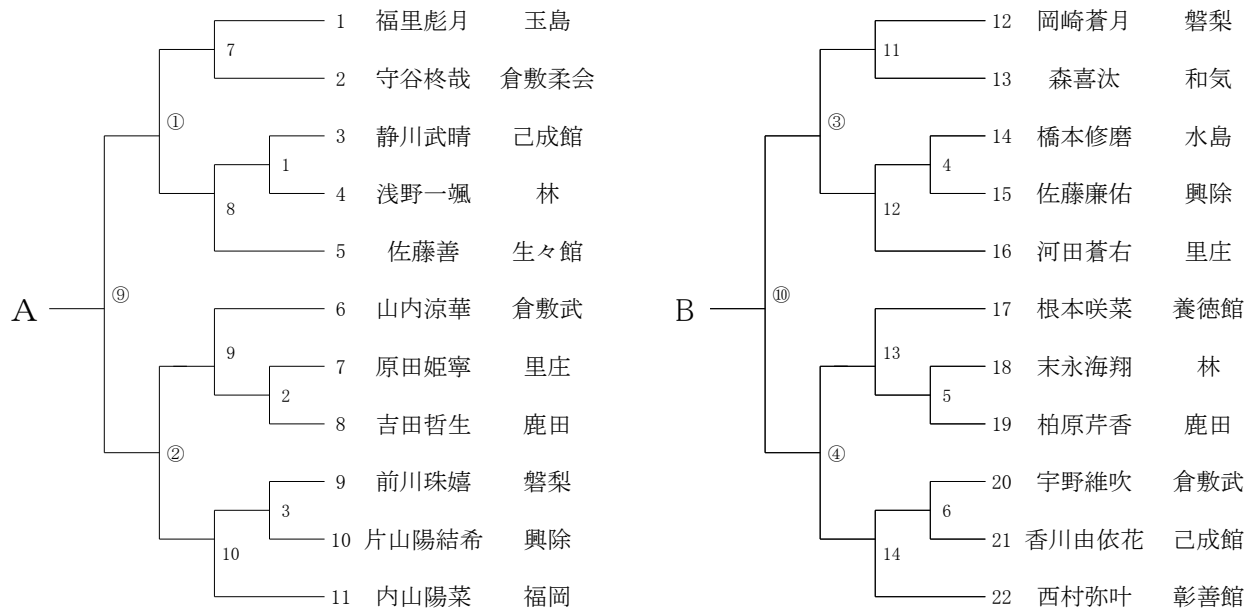 1 福里彪月 玉島
7
2 守谷柊哉 倉敷柔会
①
3 静川武晴 己成館
1
4 浅野一颯 林
8
5 佐藤善 生々館
A
⑨
6 山内涼華 倉敷武
9
7 原田姫寧 里庄
2
8 吉田哲生 鹿田
②
9 前川珠嬉 磐梨
3
10 片山陽結希 興除
10
11 内山陽菜 福岡
12 岡崎蒼月 磐梨
11
13 森喜汰 和気
③
14 橋本修磨 水島
4
15 佐藤廉佑 興除
12
16 河田蒼右 里庄
B
⑩
17 根本咲菜 養徳館
13
18 末永海翔 林
5
19 柏原芹香 鹿田
④
20 宇野維吹 倉敷武
6
21 香川由依花 己成館
14
22 西村弥叶 彰善館